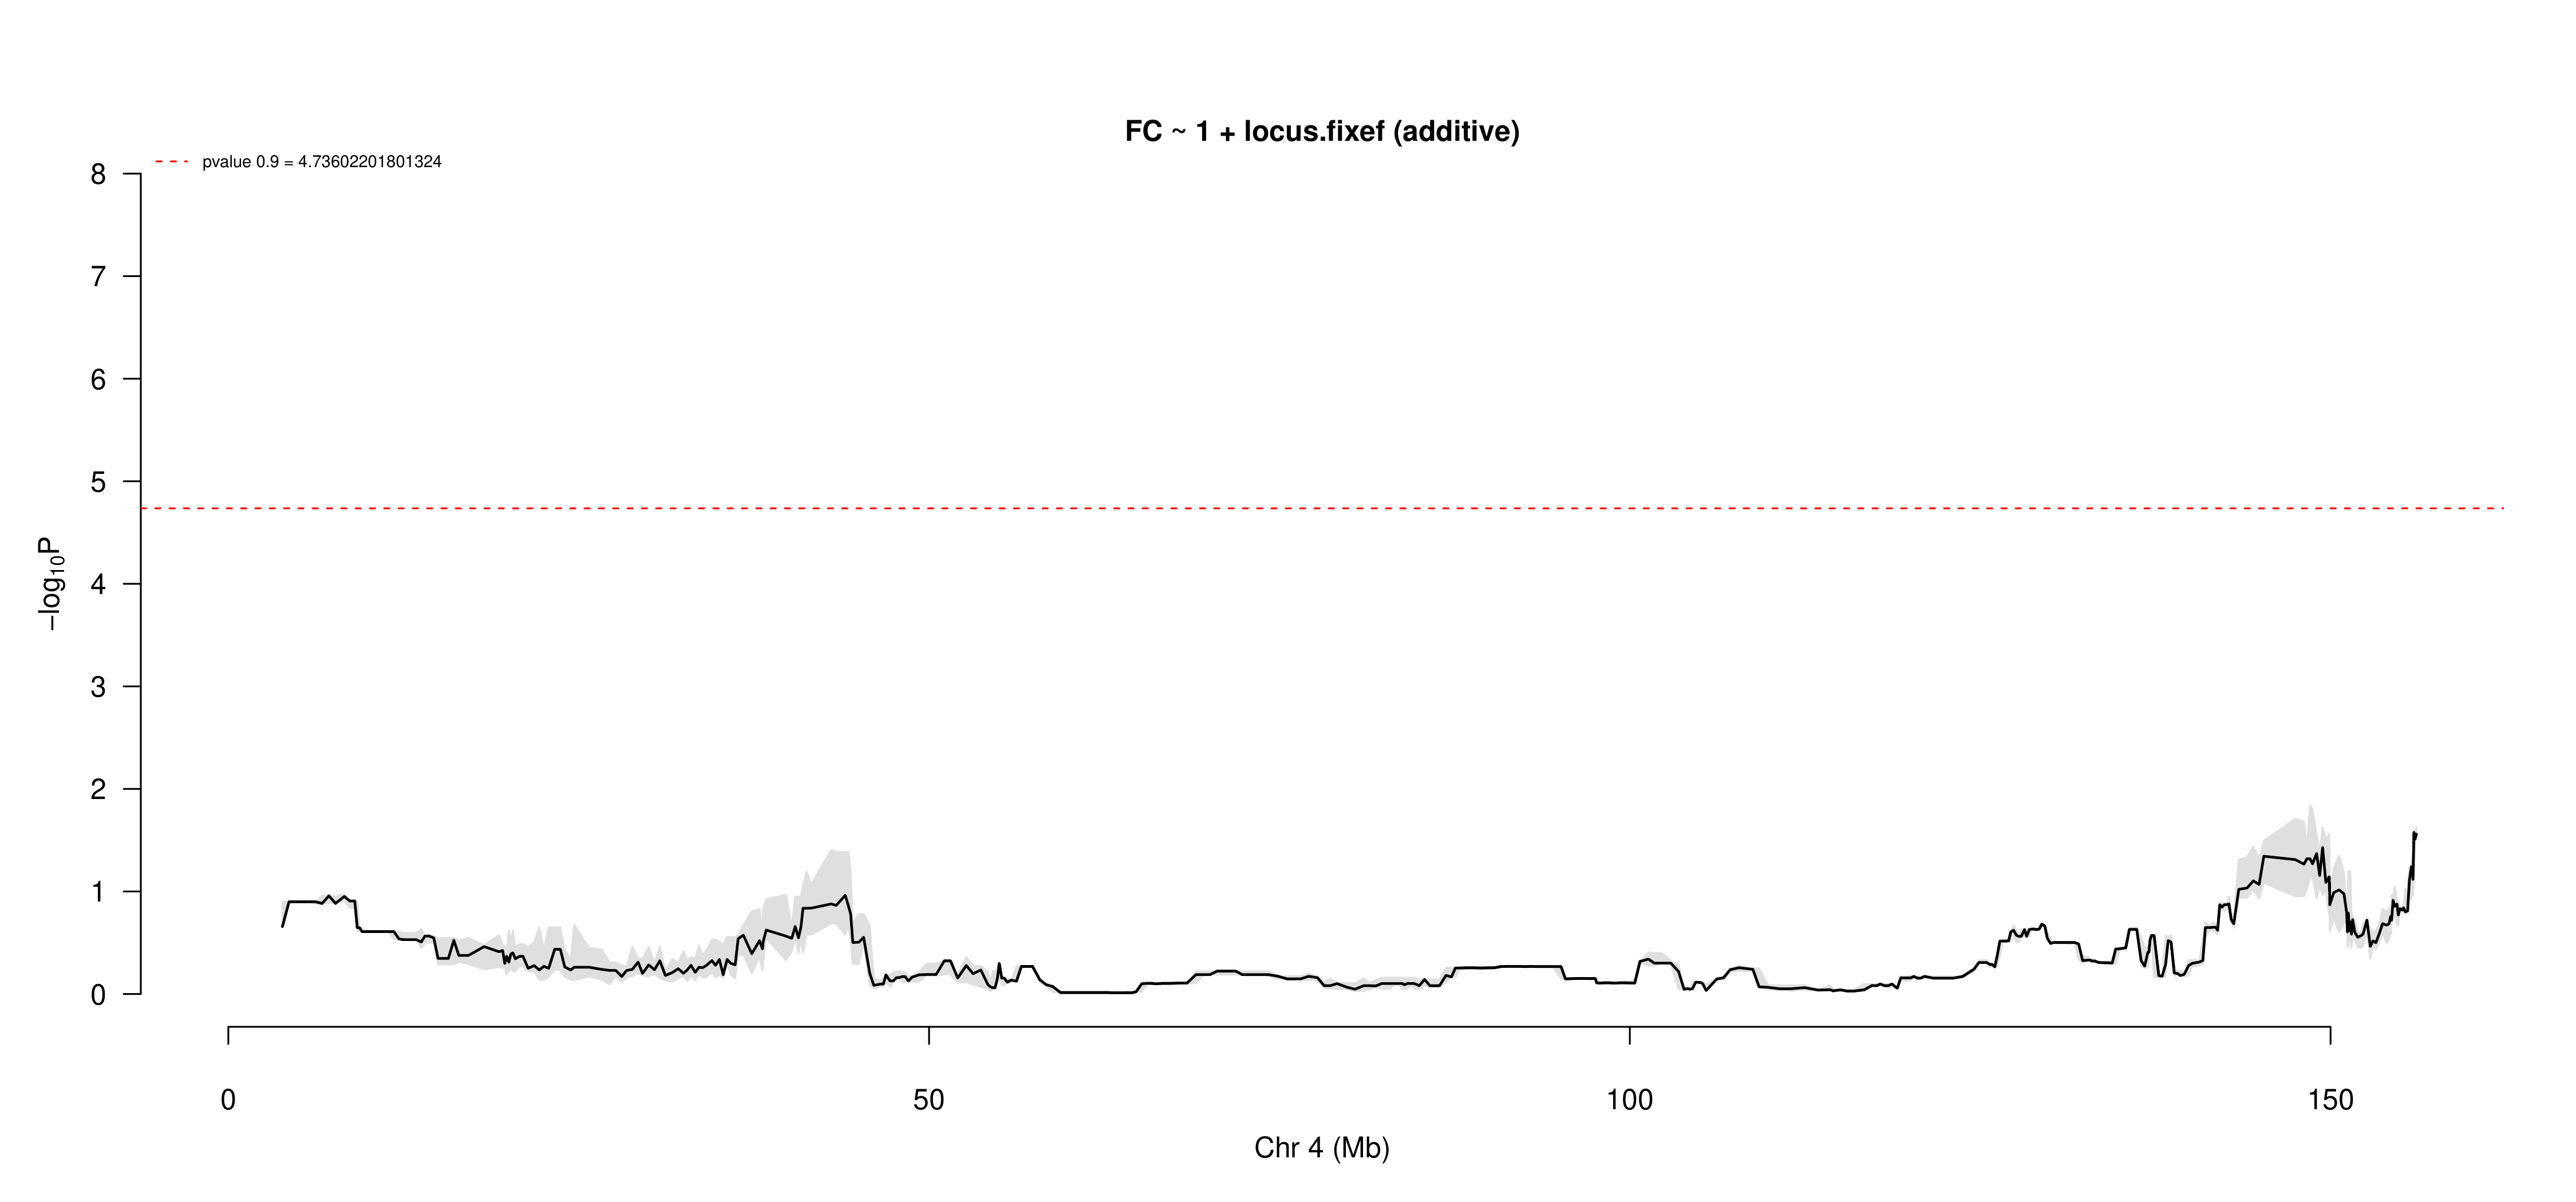 FC ~ 1 + locus.fixef (additive)
pvalue 0.9 = 4.73602201801324
8
7
6
5
4
3
2
1
0
−log10P
0 50 100 150
Chr 4 (Mb)